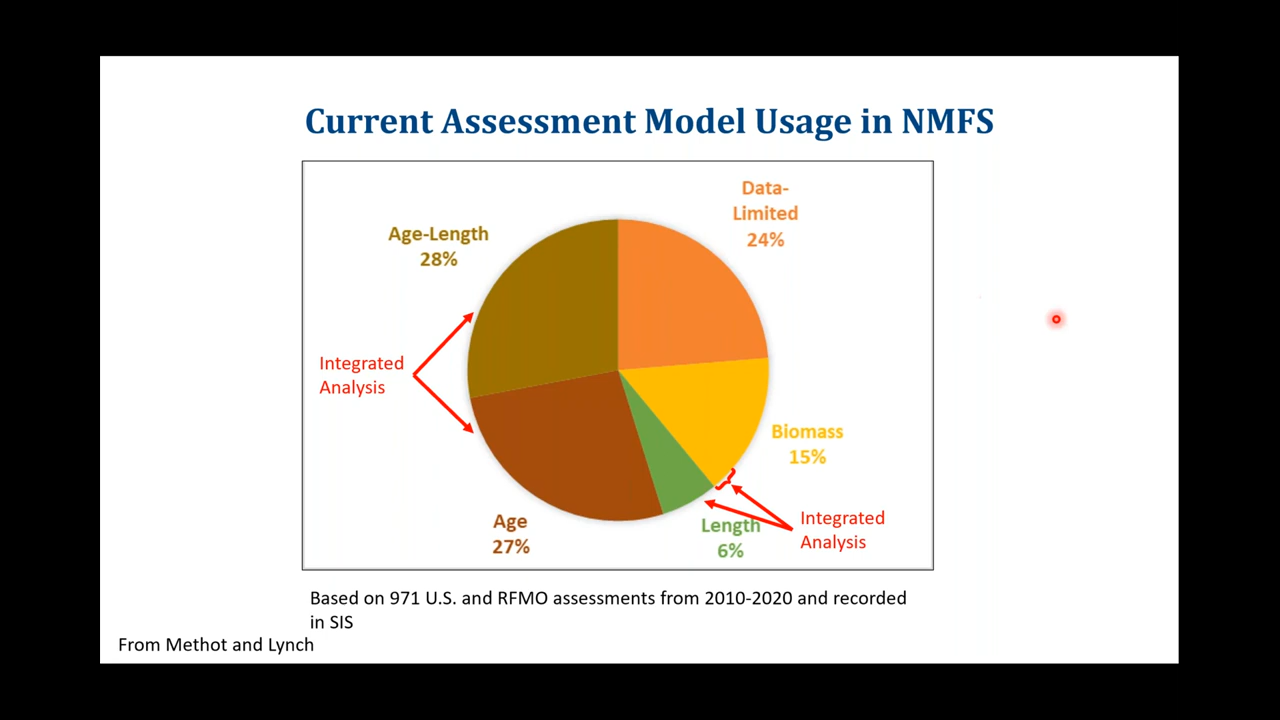 Current Assessment Model Usage in NMFS
Data-
Limited
24%
Age-Length
28%
Integrated
Analysis
Biomass
15%
Age
27%
Length
6%
Integrated
Analysis
Based on 971 U.S. and RFMO assessments from 2010-2020 and recorded
in SIS
From Methot and Lynch